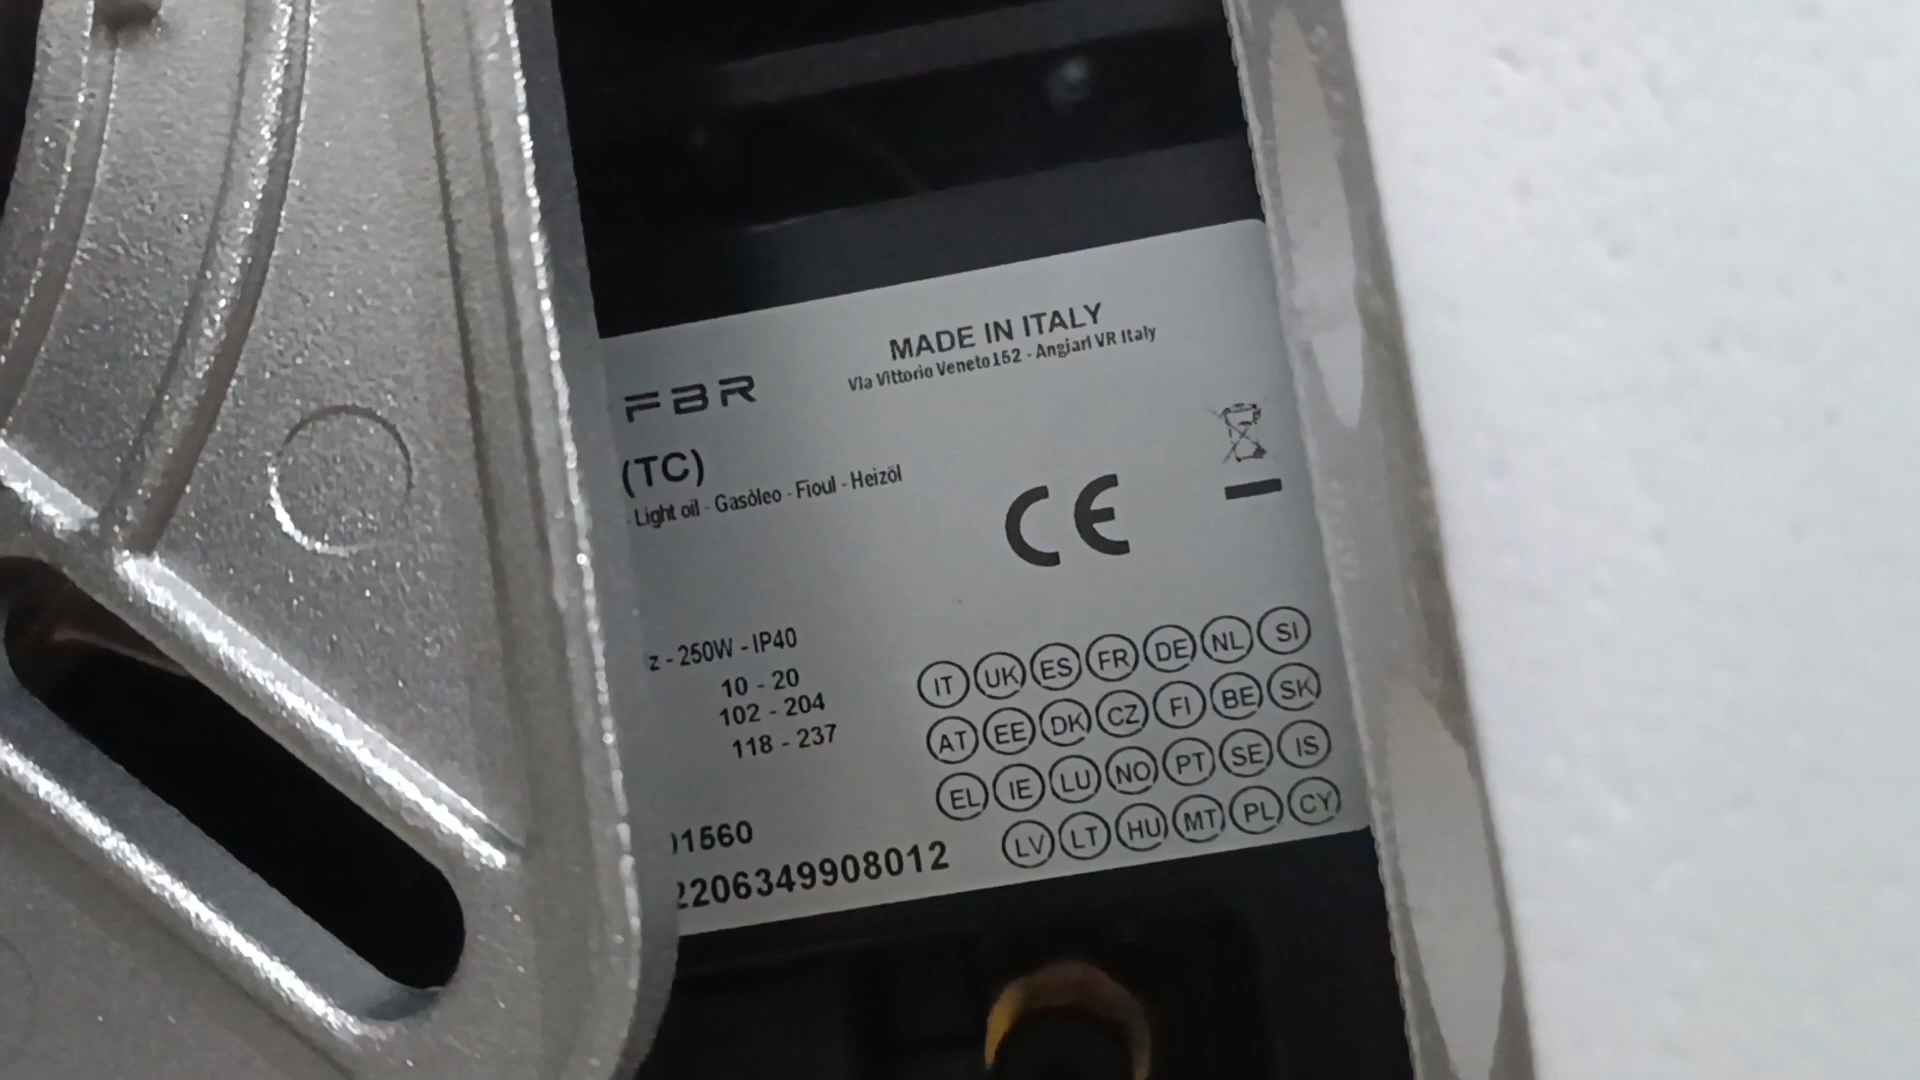 MADE IN ITALY
Via Vittorio Veneto 152 - Angiari VR Italy
FBR
(TC)
- Light oil - Gasòleo - Fioul - Heizöl
CE
z - 250W - IP40
10 - 20
102 - 204
118 - 237
IT UK ES FR DE NL SI
AT EE DK CZ FI BE SK
EL IE LU NO PT SE IS
LV LT HU MT PL CY
1560
2206349908012